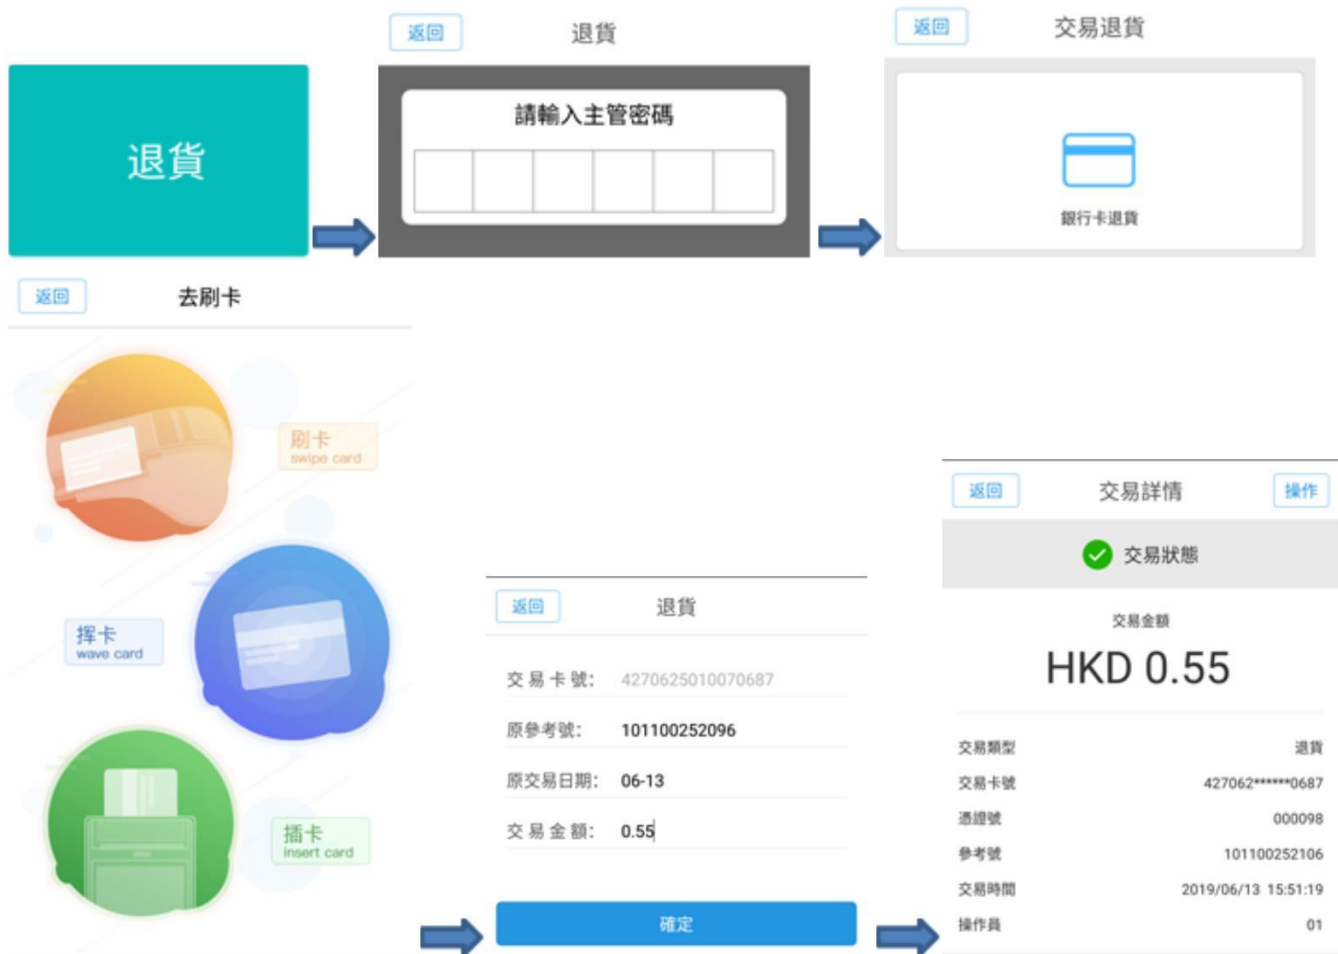 退貨
返回
退貨
請輸入主管密碼
返回
交易退貨
銀行卡退貨
返回
去刷卡
刷卡
swipe card
挥卡
wave card
插卡
insert card
返回
退貨
交易卡號： 4270625010070687
原參考號： 101100252096
原交易日期： 06-13
交易金額： 0.55
確定
返回
交易詳情
操作
交易狀態
交易金額
HKD 0.55
交易類型 退貨
交易卡號 427062******0687
憑證號 000098
參考號 101100252106
交易時間 2019/06/13 15:51:19
操作員 01